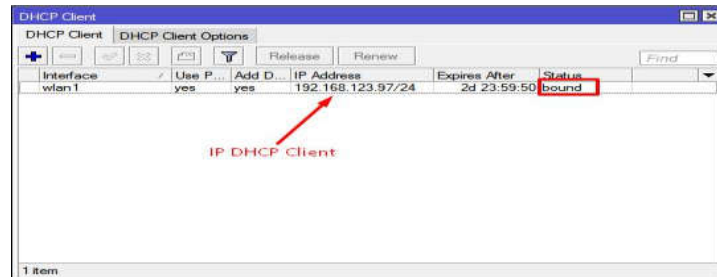 DHCP Client
DHCP Client DHCP Client Options
Release Renew Find
Interface Use P... Add D... IP Address Expires After Status
wlan1 yes yes 192.168.123.97/24 2d 23:59:50 bound
IP DHCP Client
1 item